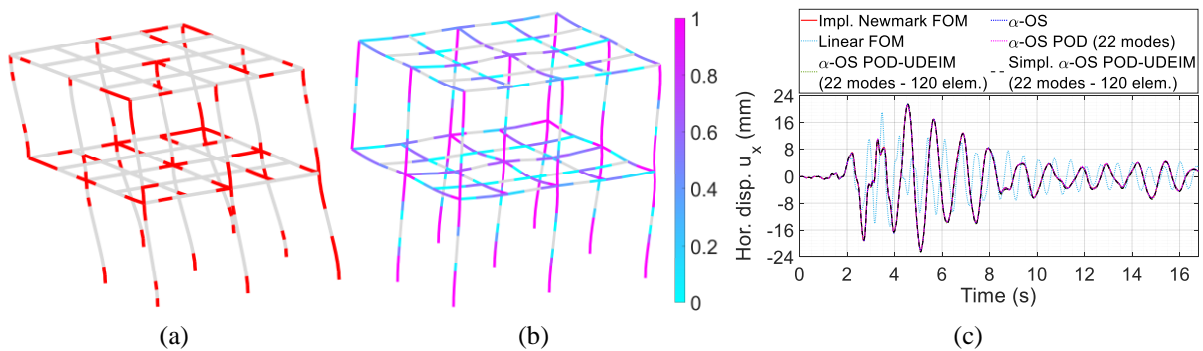 1
0.8
0.6
0.4
0.2
0
Impl. Newmark FOM
Linear FOM
α-OS POD-UDEIM
(22 modes - 120 elem.)
α-OS
α-OS POD (22 modes)
Simpl. α-OS POD-UDEIM
(22 modes - 120 elem.)
24
16
8
0
-8
-16
-24
Hor. disp. u_x (mm)
0 2 4 6 8 10 12 14 16
Time (s)
(a) (b) (c)